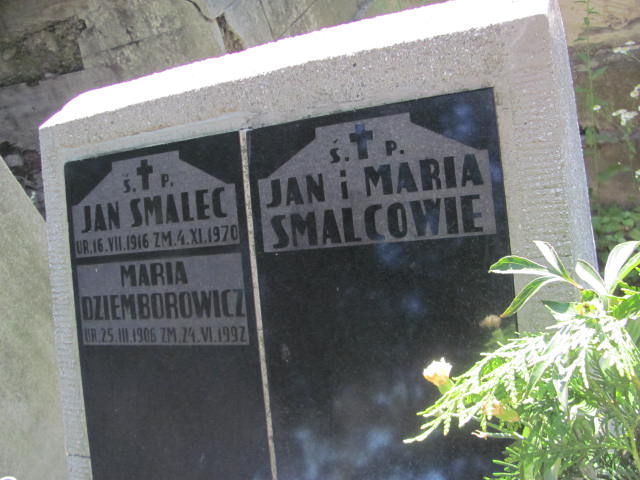 Ś. P.
JAN SMALEC
UR. 16.VII.1916 ZM. 4.XI.1970
MARIA
DZIEMBOROWICZ
UR. 25.III.1906 ZM. 24.VI.1992
Ś. P.
JAN i MARIA
SMALCOWIE